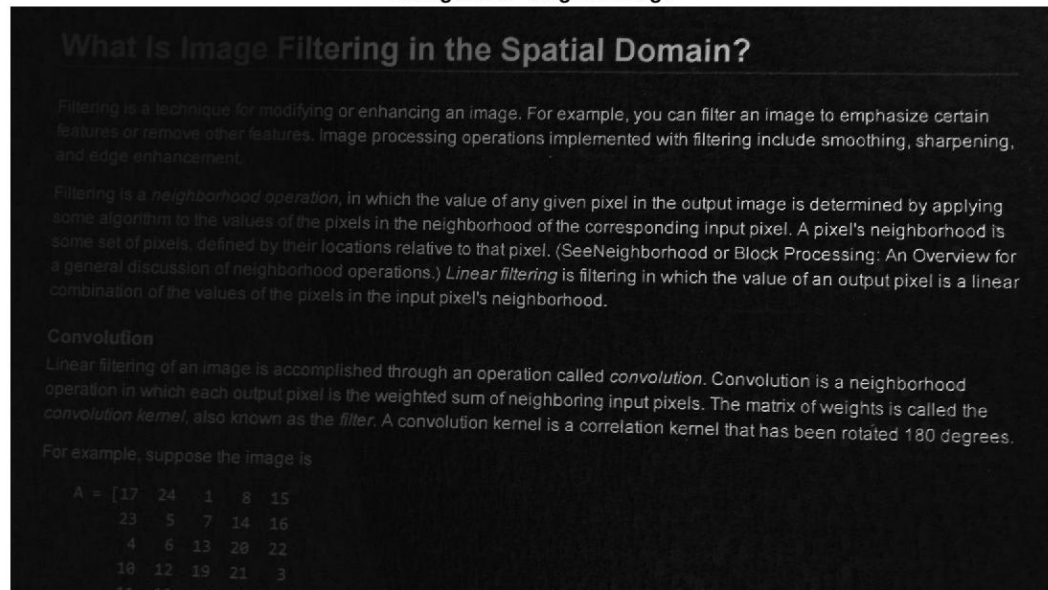 What Is Image Filtering in the Spatial Domain?
Filtering is a technique for modifying or enhancing an image. For example, you can filter an image to emphasize certain
features or remove other features. Image processing operations implemented with filtering include smoothing, sharpening,
and edge enhancement.
Filtering is a neighborhood operation, in which the value of any given pixel in the output image is determined by applying
some algorithm to the values of the pixels in the neighborhood of the corresponding input pixel. A pixel's neighborhood is
some set of pixels, defined by their locations relative to that pixel. (SeeNeighborhood or Block Processing: An Overview for
a general discussion of neighborhood operations.) Linear filtering is filtering in which the value of an output pixel is a linear
combination of the values of the pixels in the input pixel's neighborhood.
Convolution
Linear filtering of an image is accomplished through an operation called convolution. Convolution is a neighborhood
operation in which each output pixel is the weighted sum of neighboring input pixels. The matrix of weights is called the
convolution kernel, also known as the filter. A convolution kernel is a correlation kernel that has been rotated 180 degrees.
For example, suppose the image is
A = [17 24 1 8 15
23 5 7 14 16
4 6 13 20 22
10 12 19 21 3